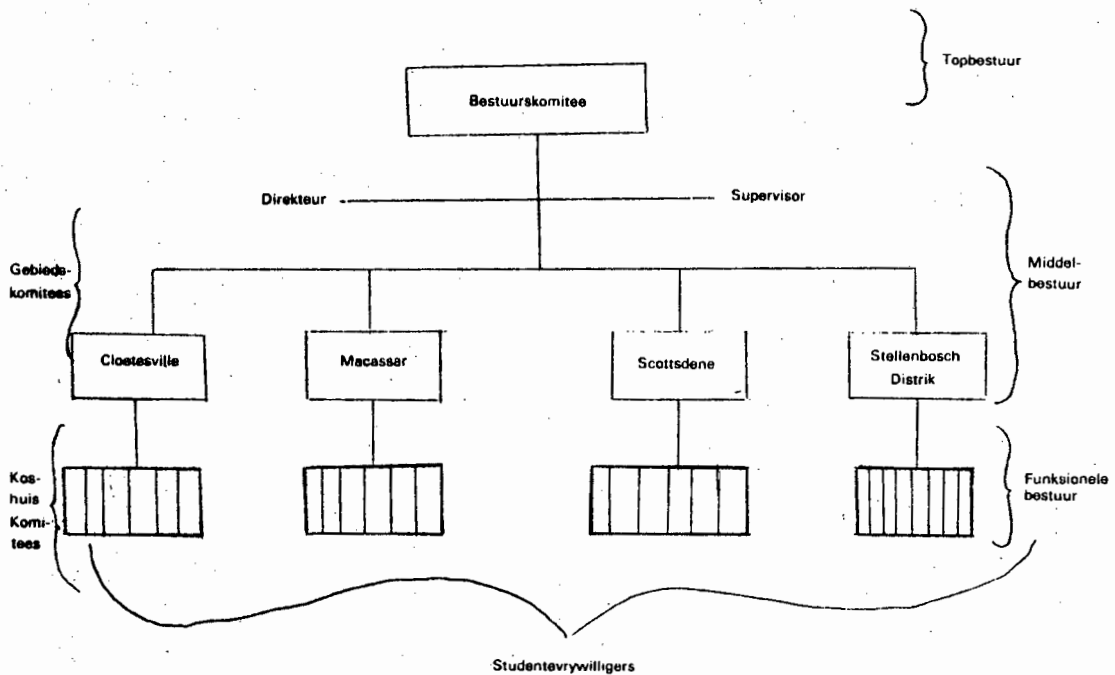 Topbestuur
Bestuurskomitee
Direkteur
Supervisor
Gebieds-
komitees
Middel-
bestuur
Cloetesville
Macassar
Scottsdene
Stellenbosch
Distrik
Kos-
huis
Komi-
tees
Funksionele
bestuur
Studentevrywilligers